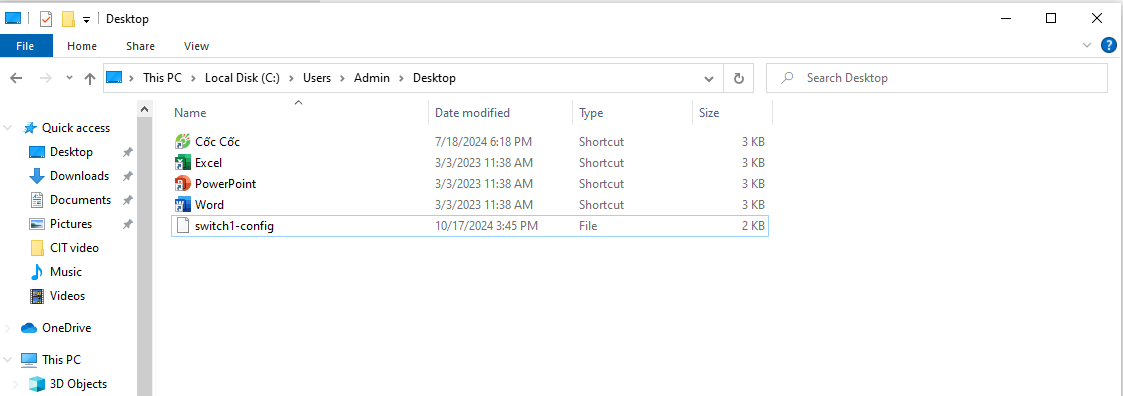 Desktop
File Home Share View
This PC Local Disk (C:) Users Admin Desktop Search Desktop
Name Date modified Type Size
Quick access
Desktop
Downloads
Documents
Pictures
CIT video
Music
Videos
OneDrive
This PC
3D Objects
Cốc Cốc 7/18/2024 6:18 PM Shortcut 3 KB
Excel 3/3/2023 11:38 AM Shortcut 3 KB
PowerPoint 3/3/2023 11:38 AM Shortcut 3 KB
Word 3/3/2023 11:38 AM Shortcut 3 KB
switch1-config 10/17/2024 3:45 PM File 2 KB